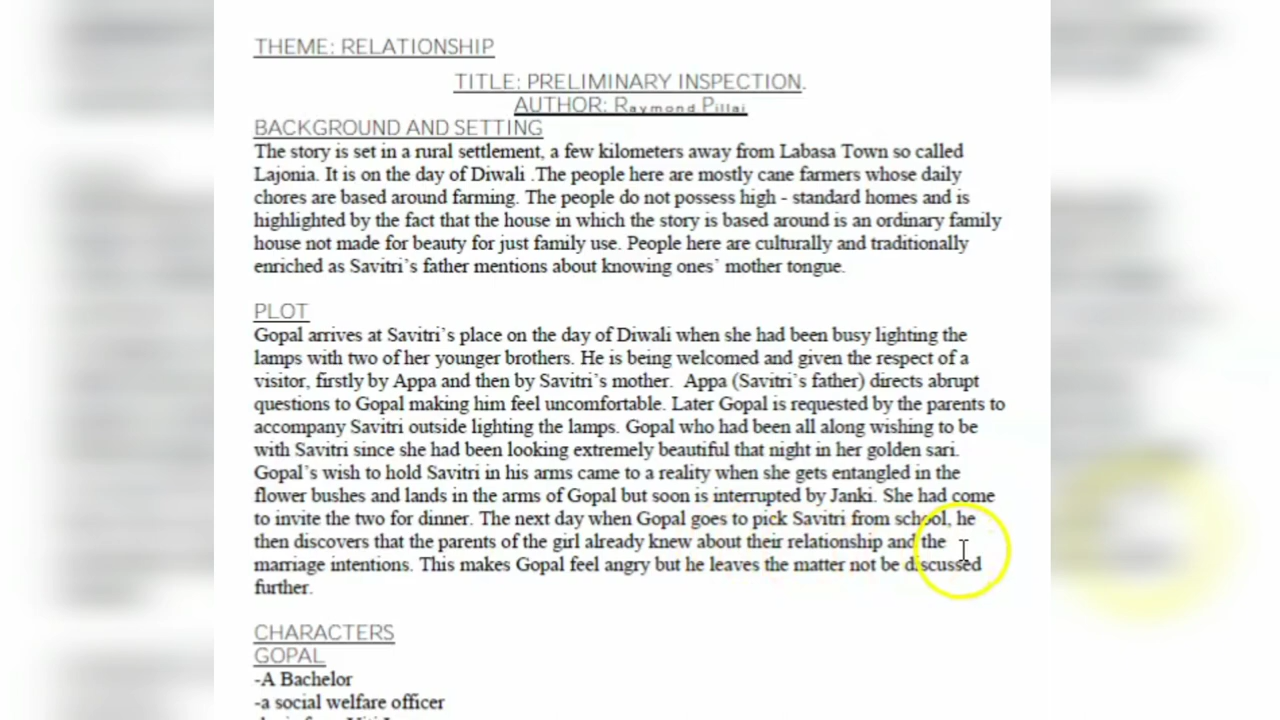 THEME: RELATIONSHIP
TITLE: PRELIMINARY INSPECTION.
AUTHOR: Raymond Pillai
BACKGROUND AND SETTING
The story is set in a rural settlement, a few kilometers away from Labasa Town so called
Lajonia. It is on the day of Diwali .The people here are mostly cane farmers whose daily
chores are based around farming. The people do not possess high - standard homes and is
highlighted by the fact that the house in which the story is based around is an ordinary family
house not made for beauty for just family use. People here are culturally and traditionally
enriched as Savitri's father mentions about knowing ones' mother tongue.
PLOT
Gopal arrives at Savitri's place on the day of Diwali when she had been busy lighting the
lamps with two of her younger brothers. He is being welcomed and given the respect of a
visitor, firstly by Appa and then by Savitri's mother. Appa (Savitri's father) directs abrupt
questions to Gopal making him feel uncomfortable. Later Gopal is requested by the parents to
accompany Savitri outside lighting the lamps. Gopal who had been all along wishing to be
with Savitri since she had been looking extremely beautiful that night in her golden sari.
Gopal's wish to hold Savitri in his arms came to a reality when she gets entangled in the
flower bushes and lands in the arms of Gopal but soon is interrupted by Janki. She had come
to invite the two for dinner. The next day when Gopal goes to pick Savitri from school, he
then discovers that the parents of the girl already knew about their relationship and the
marriage intentions. This makes Gopal feel angry but he leaves the matter not be discussed
further.
CHARACTERS
GOPAL
-A Bachelor
-a social welfare officer